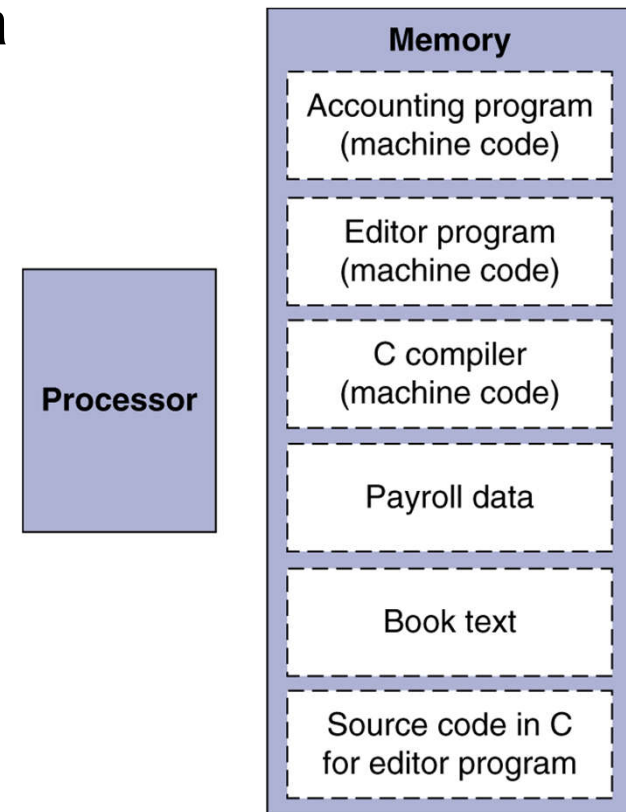 a
Memory
Accounting program
(machine code)
Editor program
(machine code)
C compiler
(machine code)
Processor
Payroll data
Book text
Source code in C
for editor program